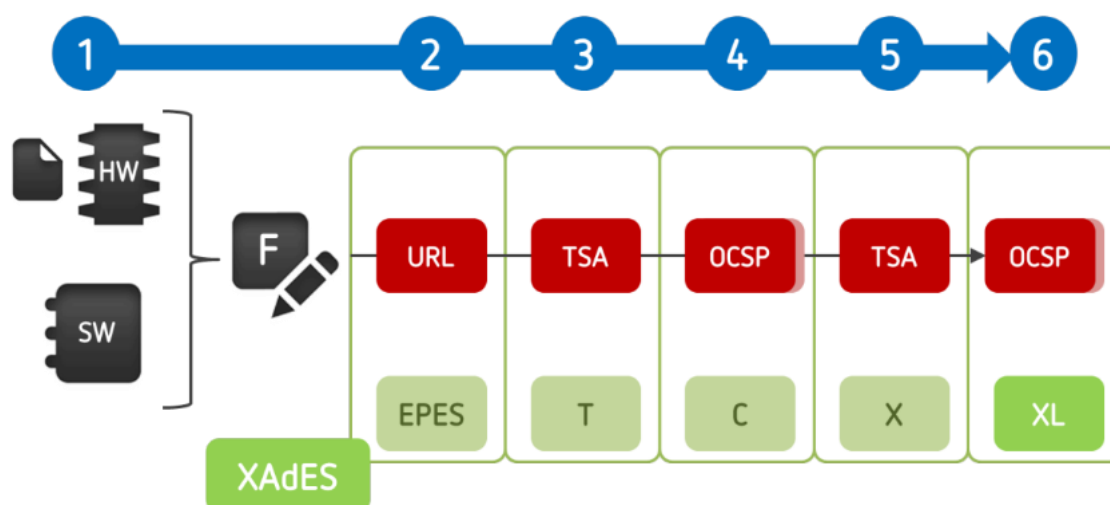 1 2 3 4 5 6
HW
SW
F
URL TSA OCSP TSA OCSP
EPES T C X XL
XAdES